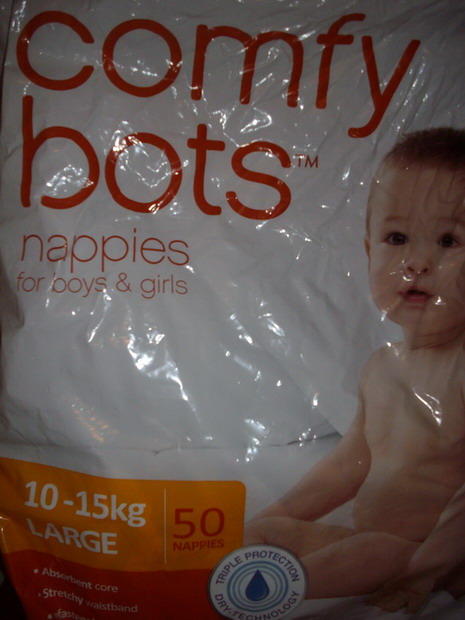 comfy
bots™
nappies
for boys & girls
10-15kg
LARGE
50
NAPPIES
• Absorbent core
• Stretchy waistband
TRIPLE PROTECTION
DRY-TECHNOLOGY